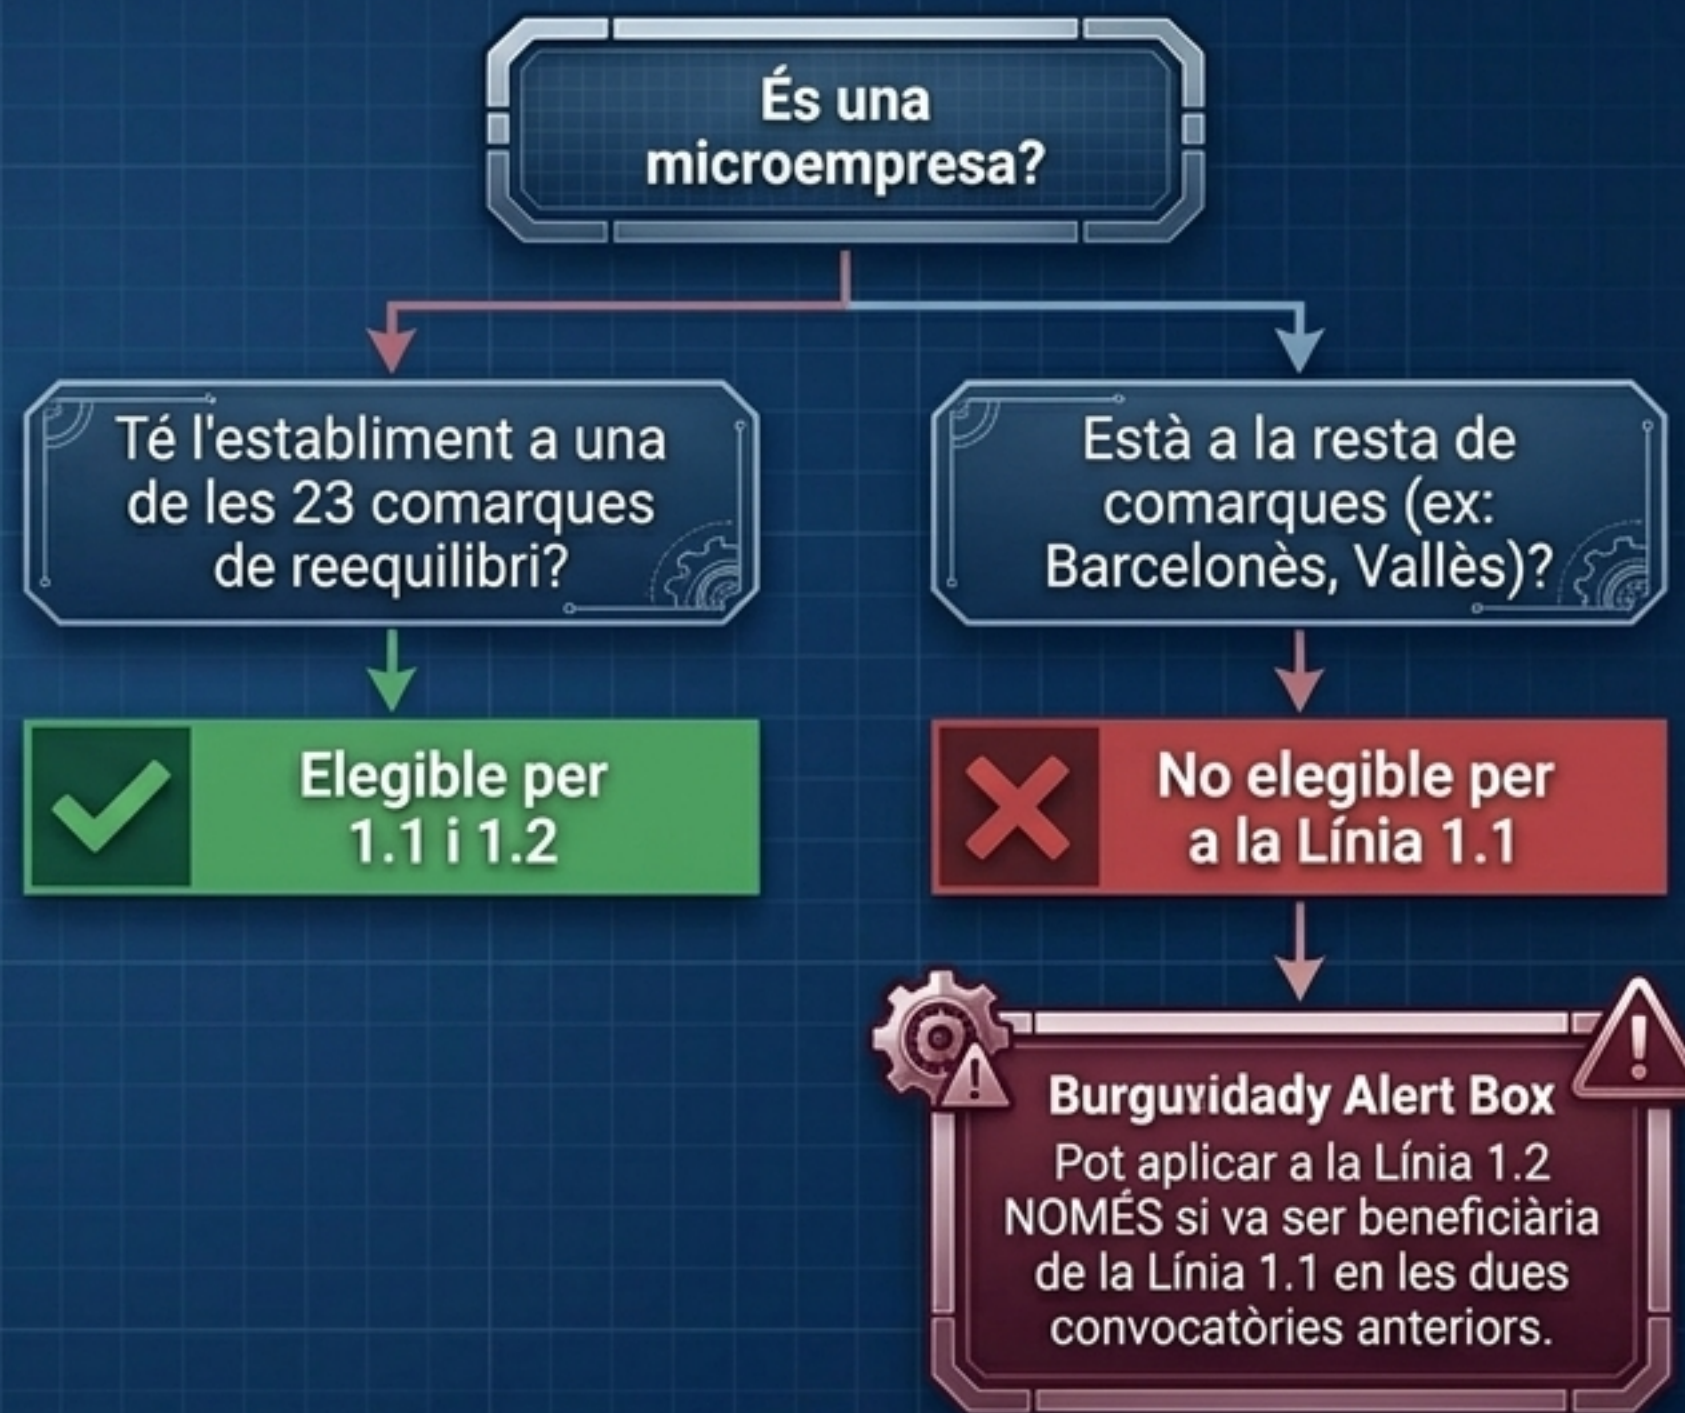 És una
microempresa?
Té l'establiment a una
de les 23 comarques
de reequilibri?
Està a la resta de
comarques (ex:
Barcelonès, Vallès)?
Elegible per
1.1 i 1.2
No elegible per
a la Línia 1.1
Alert Box
Pot aplicar a la Línia 1.2
NOMÉS si va ser beneficiària
de la Línia 1.1 en les dues
convocatòries anteriors.